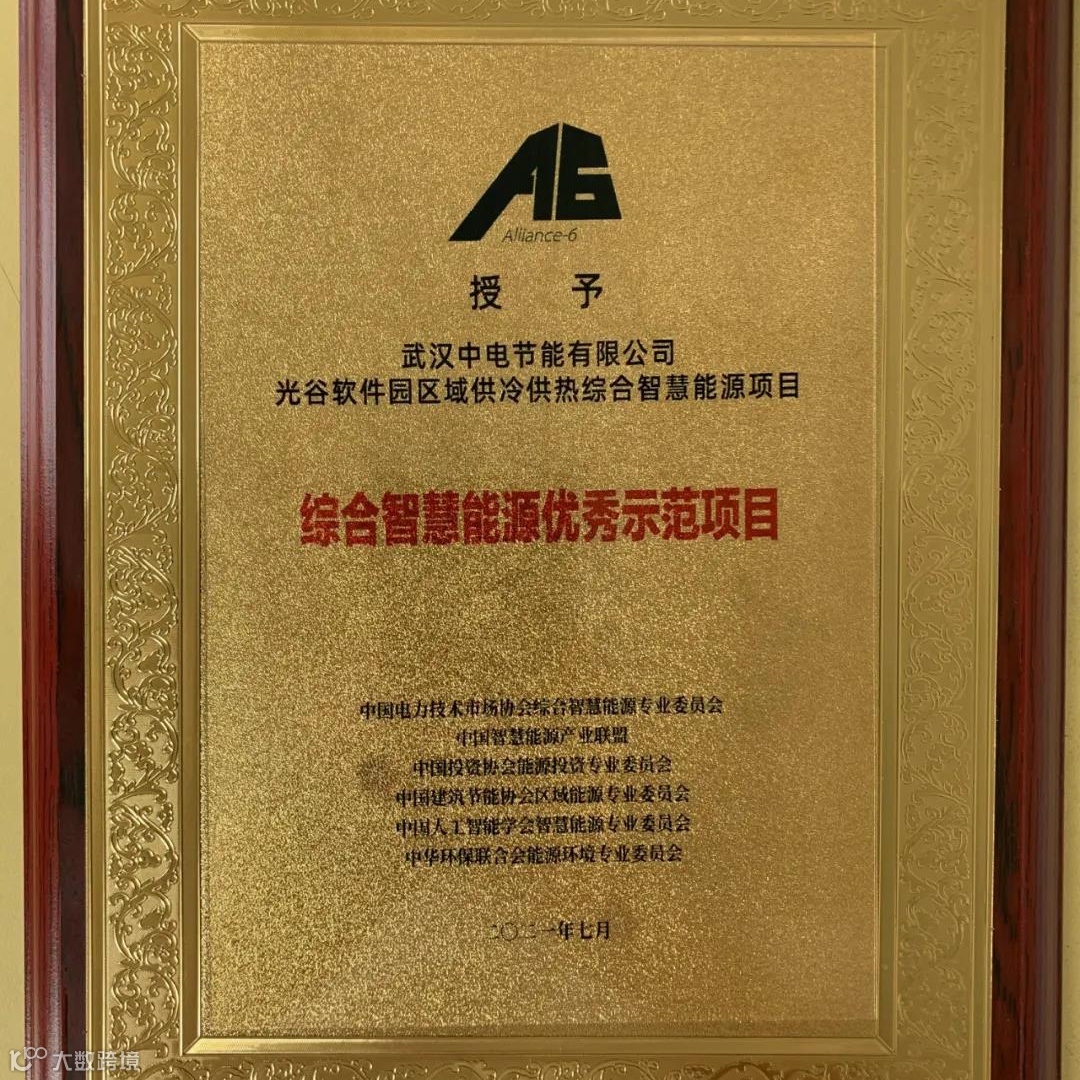 A6
Alliance-6
授 予
武汉中电节能有限公司
光谷软件园区域供冷供热综合智慧能源项目
综合智慧能源优秀示范项目
中国电力技术市场协会综合智慧能源专业委员会
中国智慧能源产业联盟
中国投资协会能源投资专业委员会
中国建筑节能协会区域能源专业委员会
中国人工智能学会智慧能源专业委员会
中华环保联合会能源环境专业委员会
二〇二一年七月
大数跨境